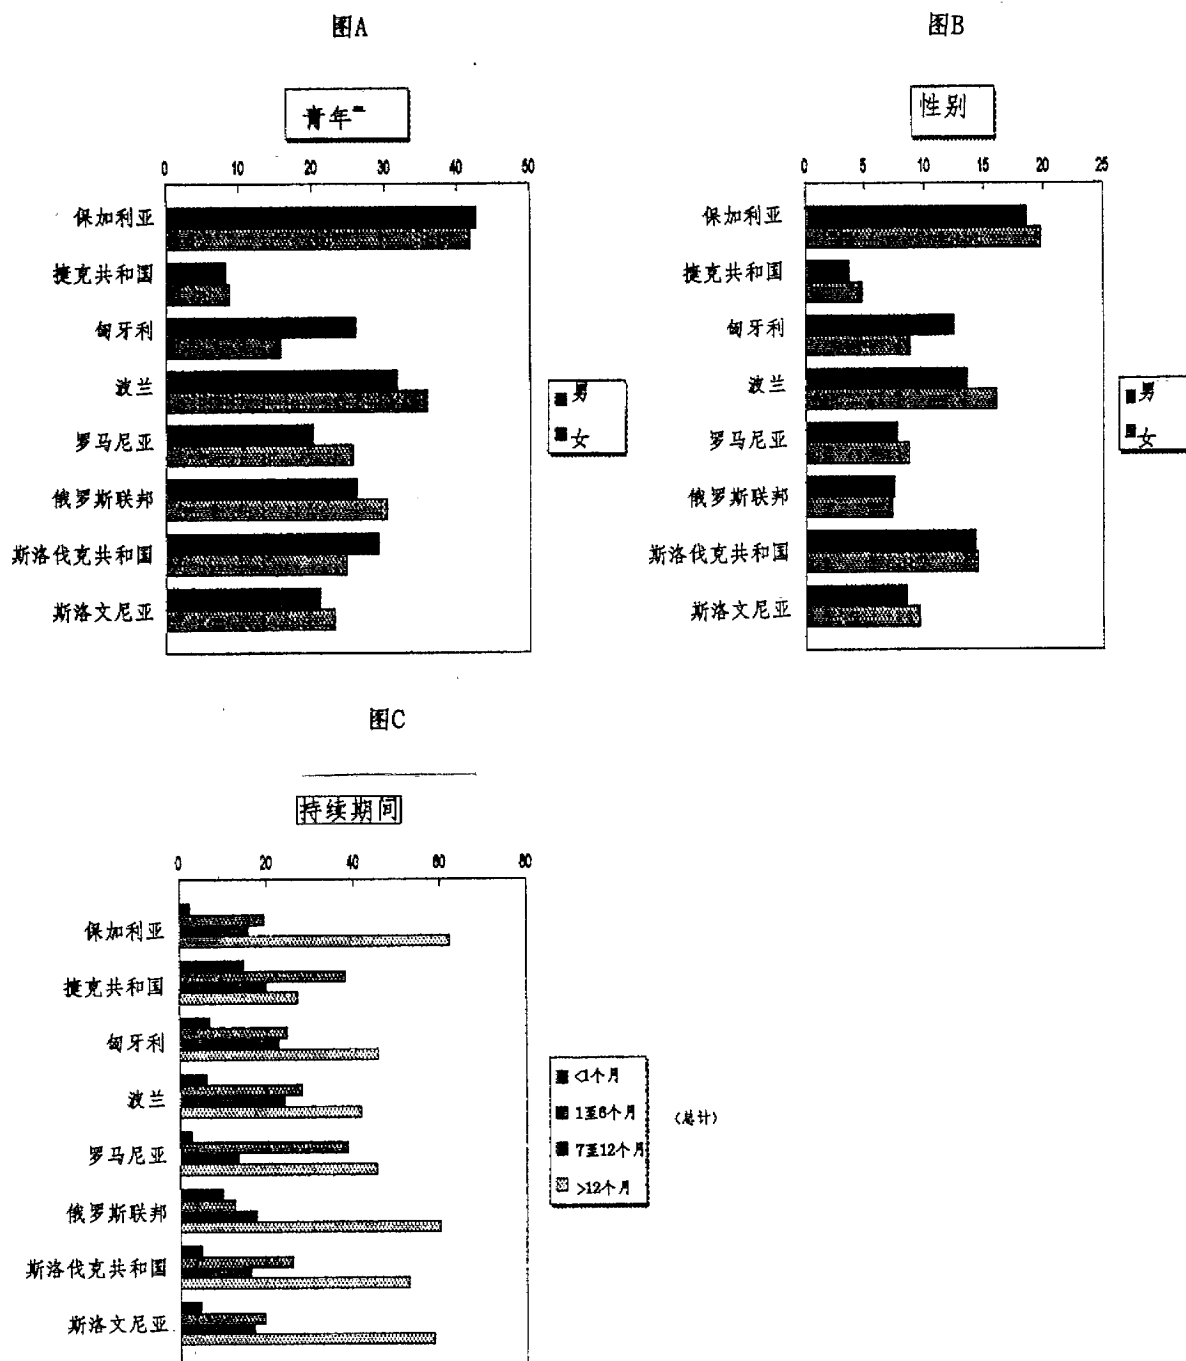 图A
青年
0 10 20 30 40 50
保加利亚
捷克共和国
匈牙利
波兰
罗马尼亚
俄罗斯联邦
斯洛伐克共和国
斯洛文尼亚
男
女
图B
性别
0 5 10 15 20 25
保加利亚
捷克共和国
匈牙利
波兰
罗马尼亚
俄罗斯联邦
斯洛伐克共和国
斯洛文尼亚
男
女
图C
持续期间
0 20 40 60 80
保加利亚
捷克共和国
匈牙利
波兰
罗马尼亚
俄罗斯联邦
斯洛伐克共和国
斯洛文尼亚
<1个月
1至6个月
7至12个月
>12个月
(总计)